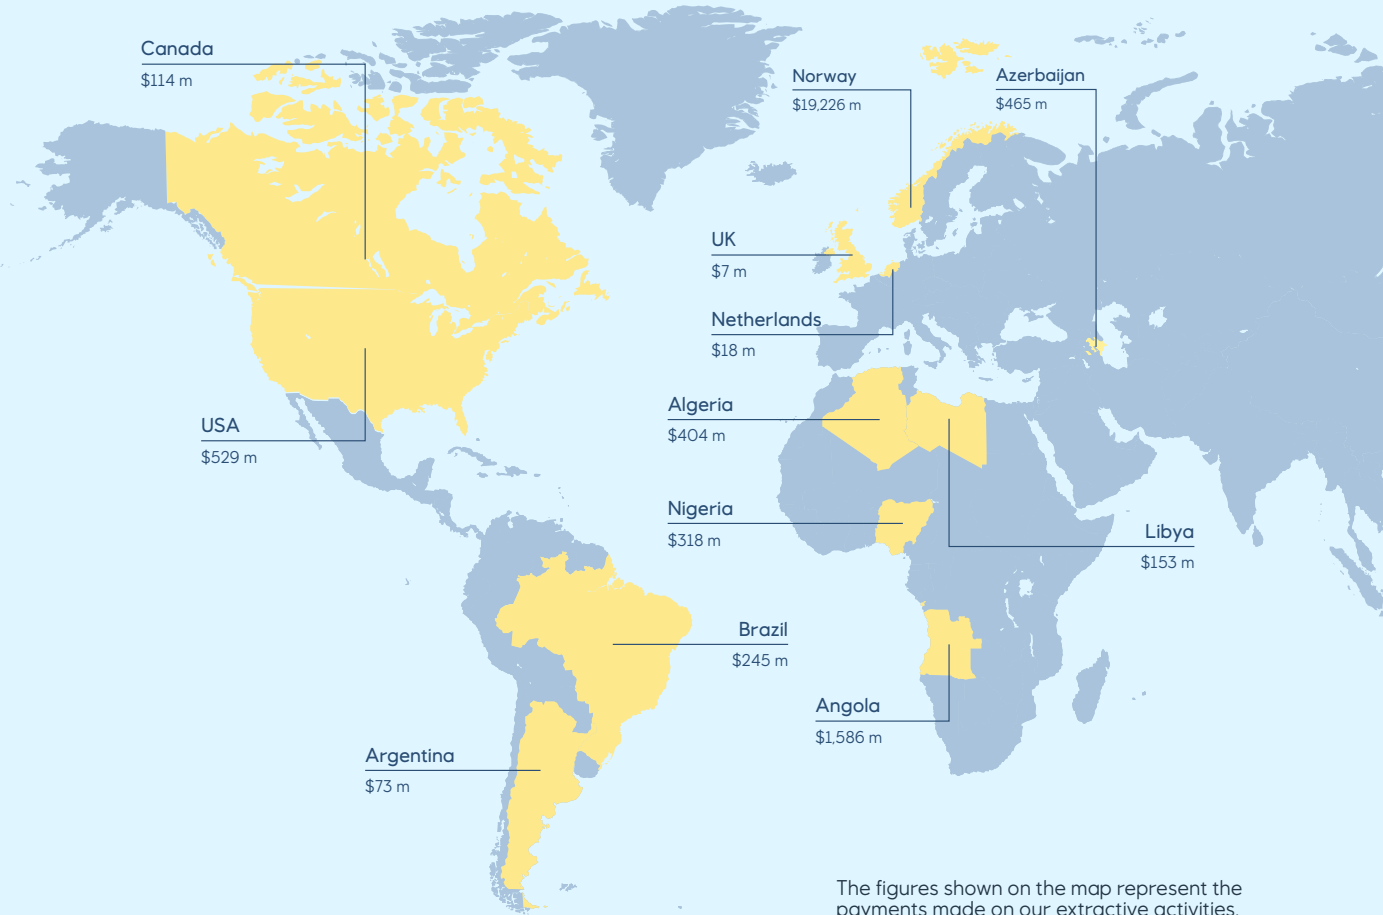 Canada
$114 m
Norway
$19,226 m
Azerbaijan
$465 m
UK
$7 m
Netherlands
$18 m
USA
$529 m
Algeria
$404 m
Nigeria
$318 m
Libya
$153 m
Brazil
$245 m
Angola
$1,586 m
Argentina
$73 m
The figures shown on the map represent the
payments made on our extractive activities.